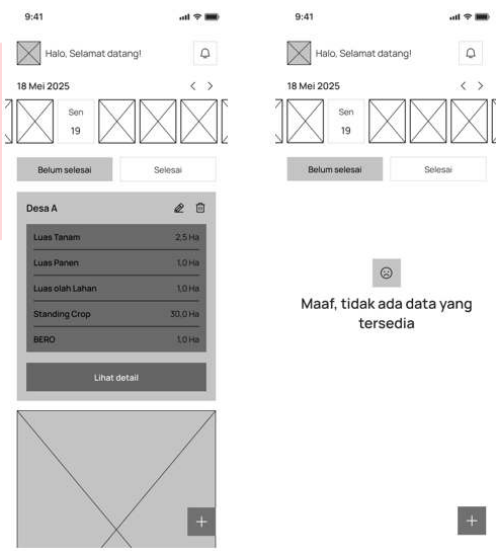 9:41
Halo, Selamat datang!
18 Mei 2025
Sen
19
Belum selesai
Selesai
Desa A
Luas Tanam 2,5 Ha
Luas Panen 1,0 Ha
Luas olah Lahan 1,0 Ha
Standing Crop 30,0 Ha
BERO 1,0 Ha
Lihat detail
+
9:41
Halo, Selamat datang!
18 Mei 2025
Sen
19
Belum selesai
Selesai
Maaf, tidak ada data yang
tersedia
+